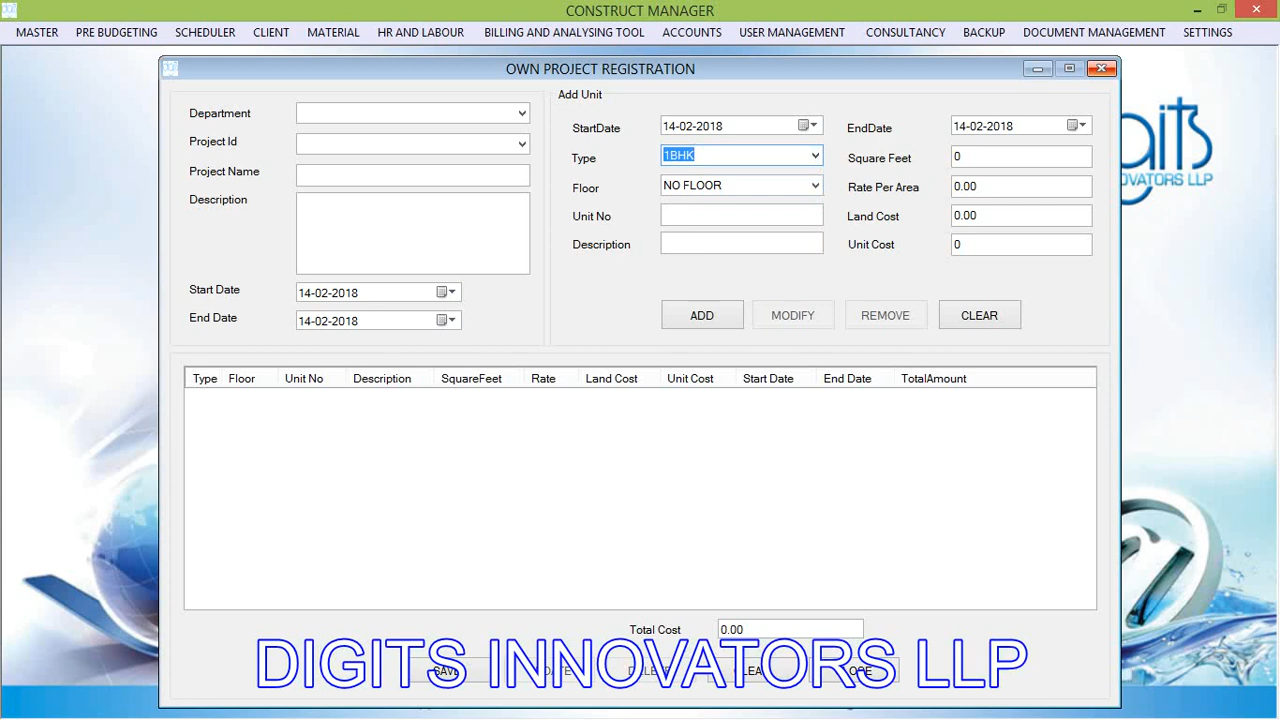 CONSTRUCT MANAGER
MASTER PRE BUDGETING SCHEDULER CLIENT MATERIAL HR AND LABOUR BILLING AND ANALYSING TOOL ACCOUNTS USER MANAGEMENT CONSULTANCY BACKUP DOCUMENT MANAGEMENT SETTINGS
OWN PROJECT REGISTRATION
Department
Project Id
Project Name
Description
Start Date 14-02-2018
End Date 14-02-2018
Add Unit
StartDate 14-02-2018 EndDate 14-02-2018
Type 1BHK Square Feet 0
Floor NO FLOOR Rate Per Area 0.00
Unit No Land Cost 0.00
Description Unit Cost 0
ADD MODIFY REMOVE CLEAR
Type Floor Unit No Description SquareFeet Rate Land Cost Unit Cost Start Date End Date TotalAmount
Total Cost 0.00
DIGITS INNOVATORS LLP
SAVE